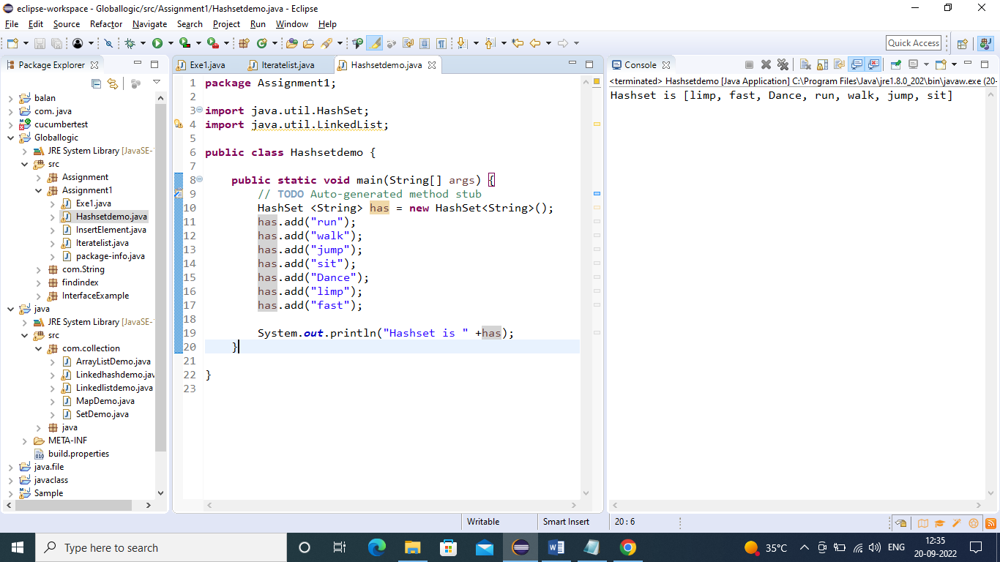 eclipse-workspace - Globallogic/src/Assignment1/Hashsetdemo.java - Eclipse
File Edit Source Refactor Navigate Search Project Run Window Help
Quick Access
Package Explorer
balan
com. java
cucumbertest
Globallogic
JRE System Library [JavaSE-
src
Assignment
Assignment1
Exe1.java
Hashsetdemo.java
InsertElement.java
Iteratelist.java
package-info.java
com.String
findindex
InterfaceExample
java
JRE System Library [JavaSE-
src
com.collection
ArrayListDemo.java
Linkedhashdemo.jav
Linkedlistdemo.java
MapDemo.java
SetDemo.java
java
META-INF
build.properties
java.file
javaclass
Sample
Exe1.java Iteratelist.java Hashsetdemo.java
1 package Assignment1;
2
3 import java.util.HashSet;
4 import java.util.LinkedList;
5
6 public class Hashsetdemo {
7
8 public static void main(String[] args) {
9 // TODO Auto-generated method stub
10 HashSet <String> has = new HashSet<String>();
11 has.add("run");
12 has.add("walk");
13 has.add("jump");
14 has.add("sit");
15 has.add("Dance");
16 has.add("limp");
17 has.add("fast");
18
19 System.out.println("Hashset is " +has);
20 }
21
22 }
23
Console
<terminated> Hashsetdemo [Java Application] C:\Program Files\Java\jre1.8.0_202\bin\javaw.exe (20-
Hashset is [limp, fast, Dance, run, walk, jump, sit]
Writable Smart Insert 20 : 6
Type here to search
35°C ENG 12:35
20-09-2022